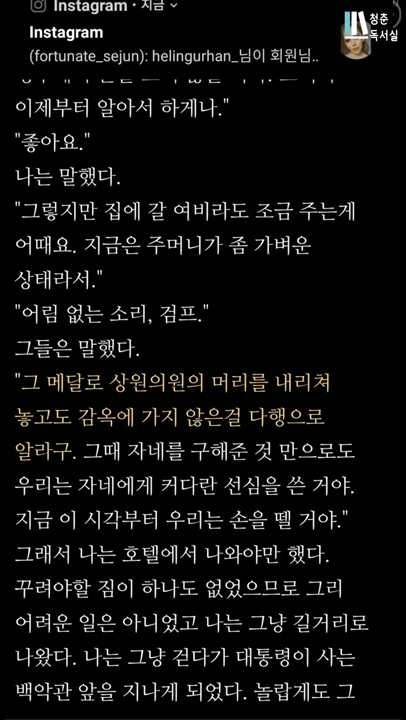 Instagram · 지금
Instagram
(fortunate_sejun): helingurhan_님이 회원님..
청춘
독서실
이제부터 알아서 하게나."
"좋아요."
나는 말했다.
"그렇지만 집에 갈 여비라도 조금 주는게
어때요. 지금은 주머니가 좀 가벼운
상태라서."
"어림 없는 소리, 검프."
그들은 말했다.
"그 메달로 상원의원의 머리를 내리쳐
놓고도 감옥에 가지 않은걸 다행으로
알라구. 그때 자네를 구해준 것 만으로도
우리는 자네에게 커다란 선심을 쓴 거야.
지금 이 시각부터 우리는 손을 뗄 거야."
그래서 나는 호텔에서 나와야만 했다.
꾸려야할 짐이 하나도 없었으므로 그리
어려운 일은 아니었고 나는 그냥 길거리로
나왔다. 나는 그냥 걷다가 대통령이 사는
백악관 앞을 지나게 되었다. 놀랍게도 그